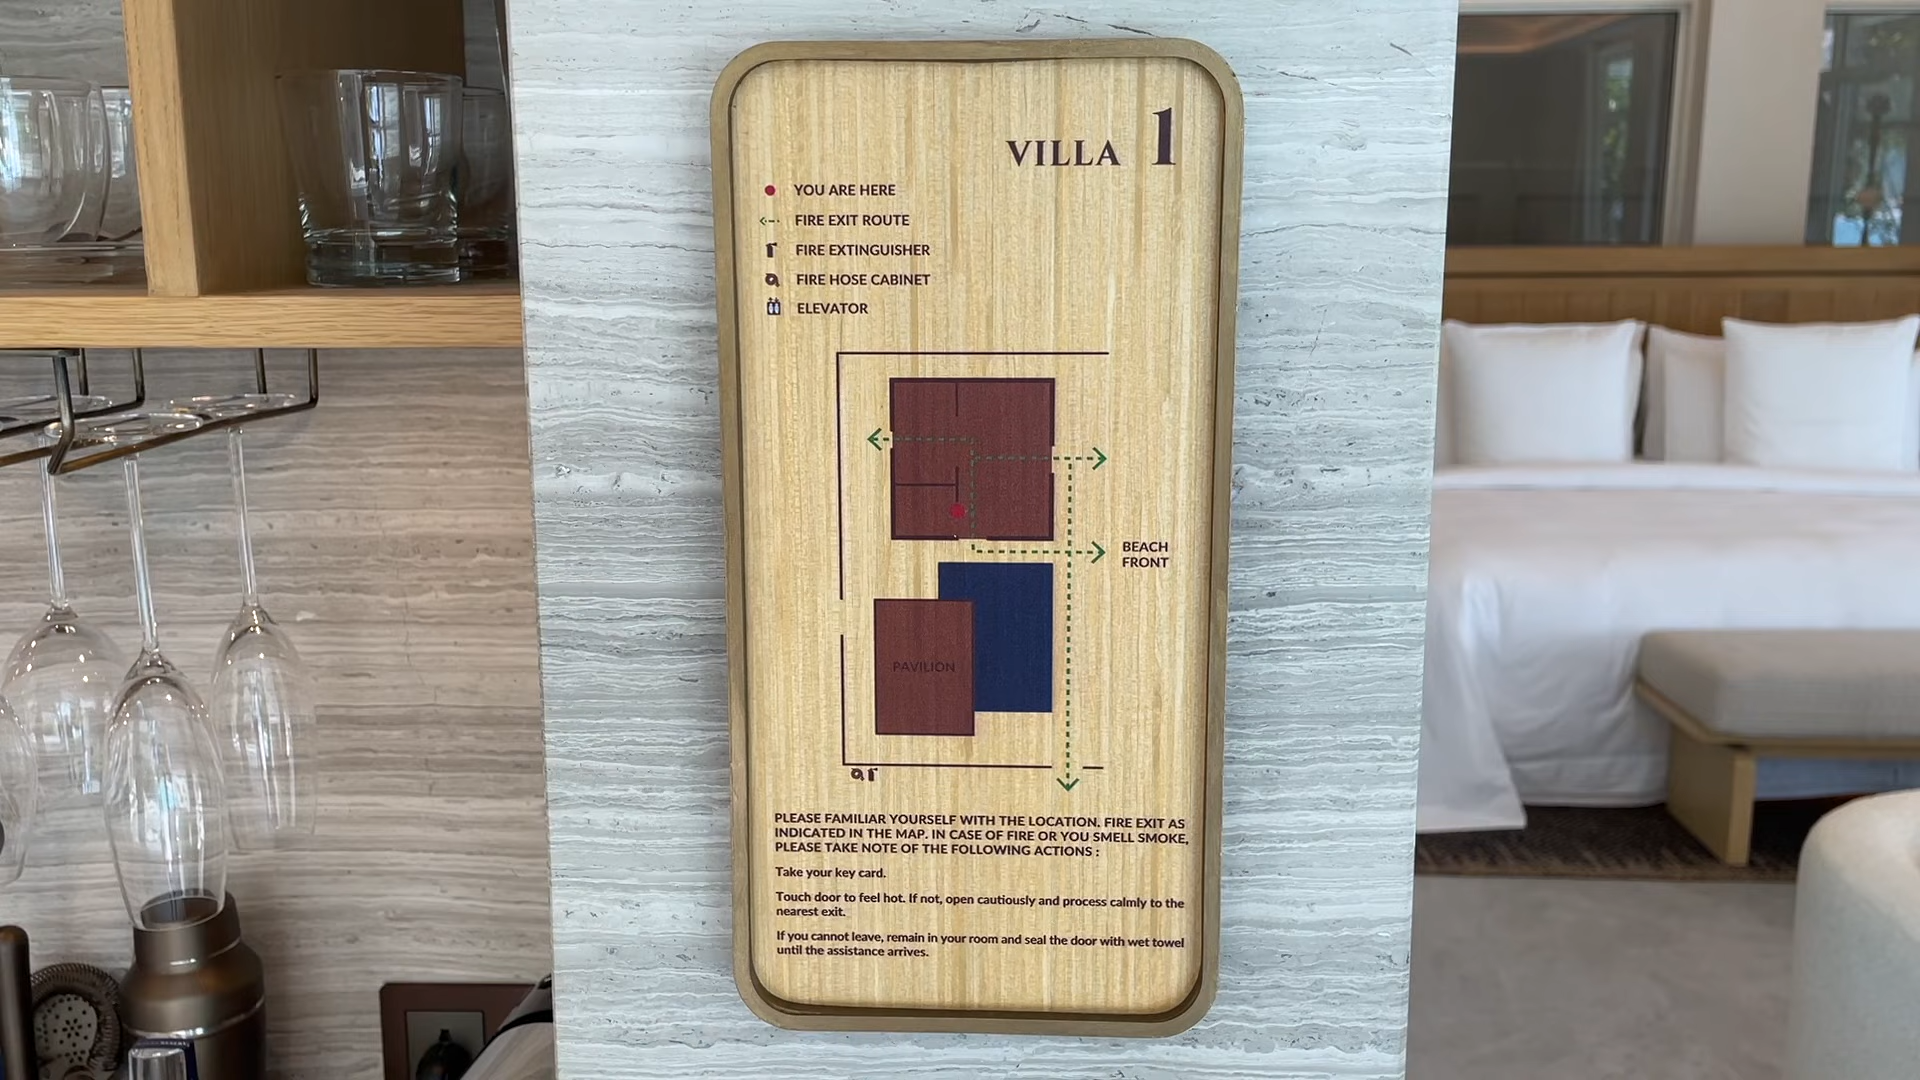 VILLA 1
YOU ARE HERE
FIRE EXIT ROUTE
FIRE EXTINGUISHER
FIRE HOSE CABINET
ELEVATOR
BEACH
FRONT
PAVILION
PLEASE FAMILIAR YOURSELF WITH THE LOCATION. FIRE EXIT AS
INDICATED IN THE MAP. IN CASE OF FIRE OR YOU SMELL SMOKE,
PLEASE TAKE NOTE OF THE FOLLOWING ACTIONS :
Take your key card.
Touch door to feel hot. If not, open cautiously and process calmly to the
nearest exit.
If you cannot leave, remain in your room and seal the door with wet towel
until the assistance arrives.